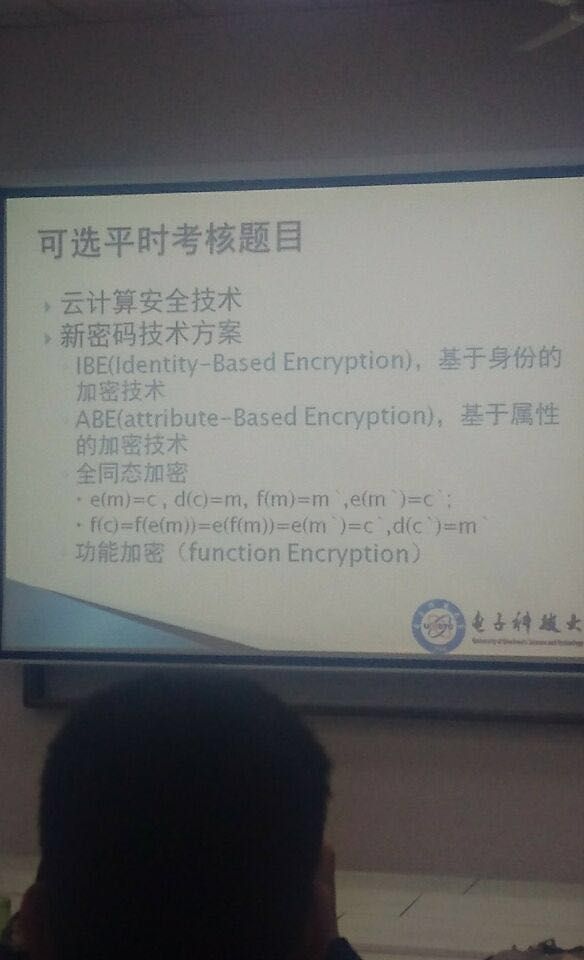 可选平时考核题目
云计算安全技术
新密码技术方案
IBE(Identity-Based Encryption)，基于身份的
加密技术
ABE(attribute-Based Encryption)，基于属性
的加密技术
全同态加密
• e(m)=c , d(c)=m, f(m)=m`,e(m`)=c`;
• f(c)=f(e(m))=e(f(m))=e(m`)=c`,d(c`)=m`
功能加密（function Encryption）
电子科技大
University of Electronic Science and Technology